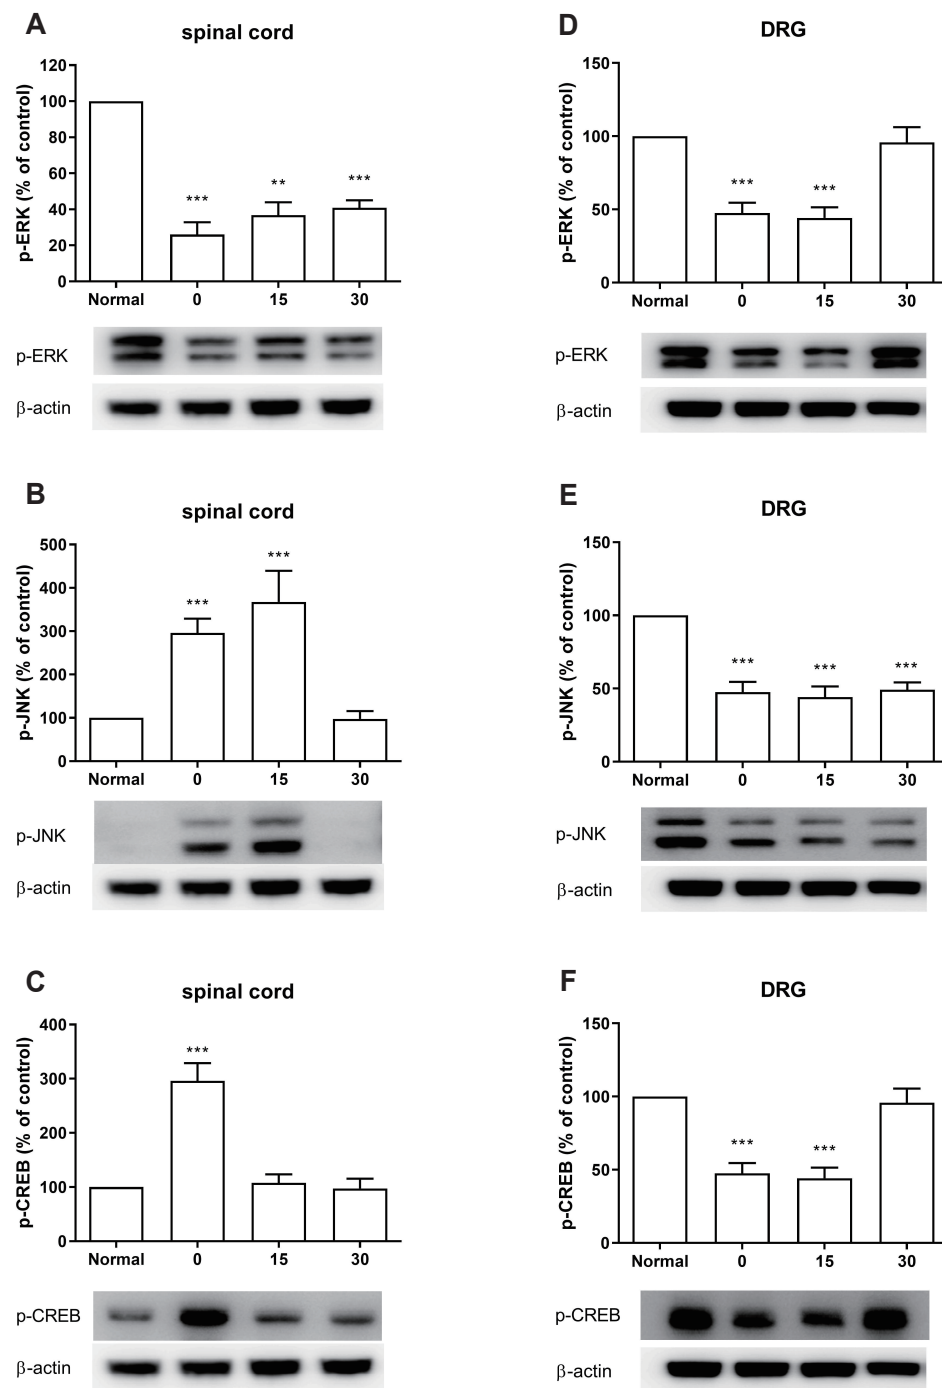 A
spinal cord
p-ERK (% of control)
120
100
80
60
40
20
0
***
**
***
Normal 0 15 30
p-ERK
β-actin
D
DRG
p-ERK (% of control)
150
100
50
0
***
***
Normal 0 15 30
p-ERK
β-actin
B
spinal cord
p-JNK (% of control)
500
400
300
200
100
0
***
***
Normal 0 15 30
p-JNK
β-actin
E
DRG
p-JNK (% of control)
150
100
50
0
***
***
***
Normal 0 15 30
p-JNK
β-actin
C
spinal cord
p-CREB (% of control)
400
300
200
100
0
***
Normal 0 15 30
p-CREB
β-actin
F
DRG
p-CREB (% of control)
150
100
50
0
***
***
Normal 0 15 30
p-CREB
β-actin